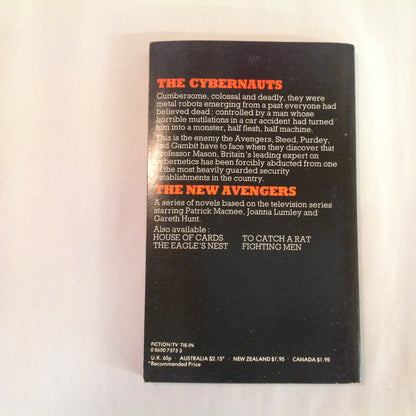 THE CYBERNAUTS
Cumbersome, colossal and deadly, they were
metal robots emerging from a past everyone had
believed dead : controlled by a man whose
horrible mutilations in a car accident had turned
him into a monster, half flesh, half machine.
This is the enemy the Avengers, Steed, Purdey,
and Gambit have to face when they discover that
Professor Mason, Britain's leading expert on
cybernetics has been forcibly abducted from one
of the most heavily guarded security
establishments in the country.
THE NEW AVENGERS
A series of novels based on the television series
starring Patrick Macnee, Joanna Lumley and
Gareth Hunt.
Also available :
HOUSE OF CARDS TO CATCH A RAT
THE EAGLE'S NEST FIGHTING MEN
FICTION/TV TIE-IN
0 8600 7575 3
U.K. 65p · AUSTRALIA $2.15* · NEW ZEALAND $1.95 · CANADA $1.95
*Recommended Price